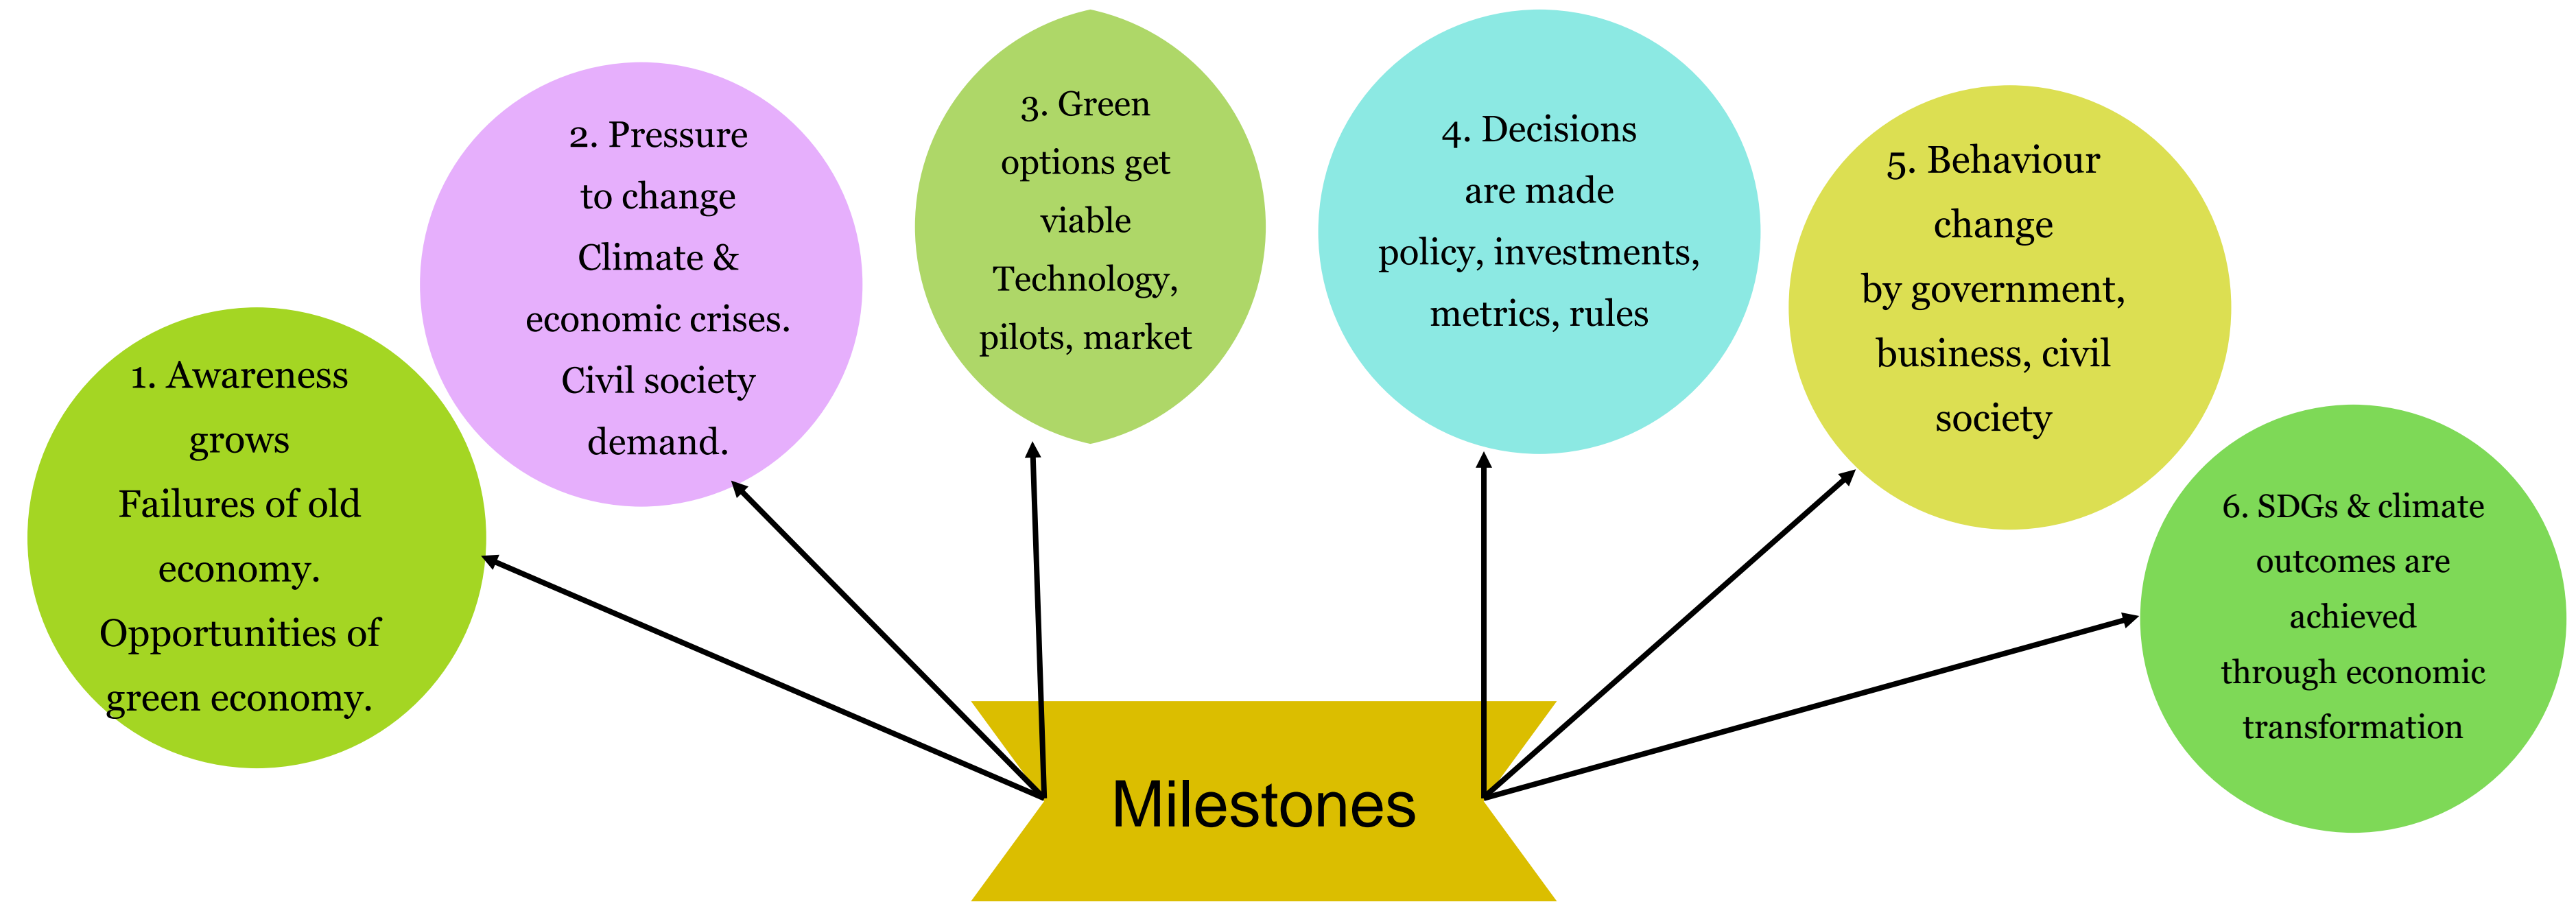 1. Awareness
grows
Failures of old
economy.
Opportunities of
green economy.
2. Pressure
to change
Climate &
economic crises.
Civil society
demand.
3. Green
options get
viable
Technology,
pilots, market
4. Decisions
are made
policy, investments,
metrics, rules
5. Behaviour
change
by government,
business, civil
society
6. SDGs & climate
outcomes are
achieved
through economic
transformation
Milestones